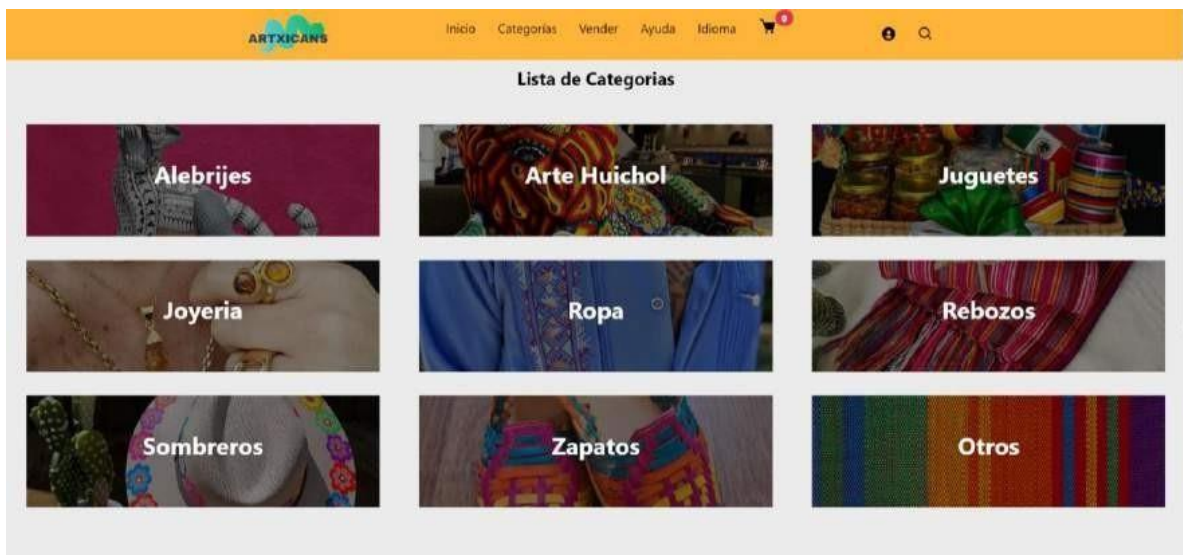 ARTXICANS
Inicio Categorías Vender Ayuda Idioma 0
Lista de Categorias
Alebrijes Arte Huichol Juguetes
Joyeria Ropa Rebozos
Sombreros Zapatos Otros